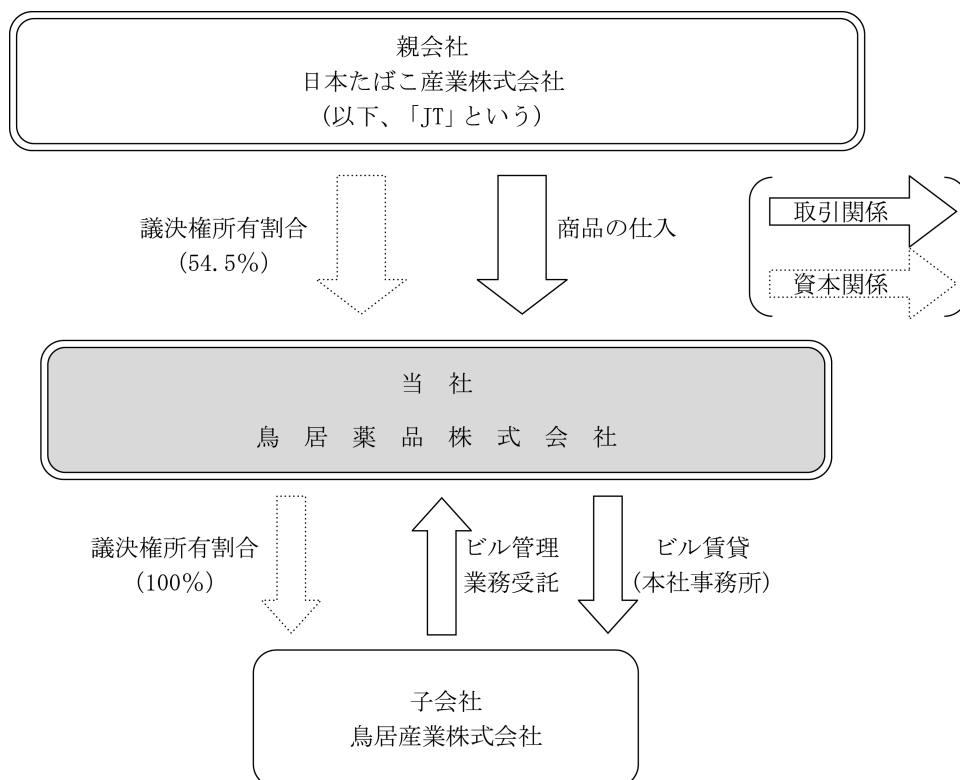 親会社
日本たばこ産業株式会社
(以下、「JT」という)
議決権所有割合
(54.5%)
商品の仕入
取引関係
資本関係
当 社
鳥 居 薬 品 株 式 会 社
議決権所有割合
(100%)
ビル管理
業務受託
ビル賃貸
(本社事務所)
子会社
鳥居産業株式会社